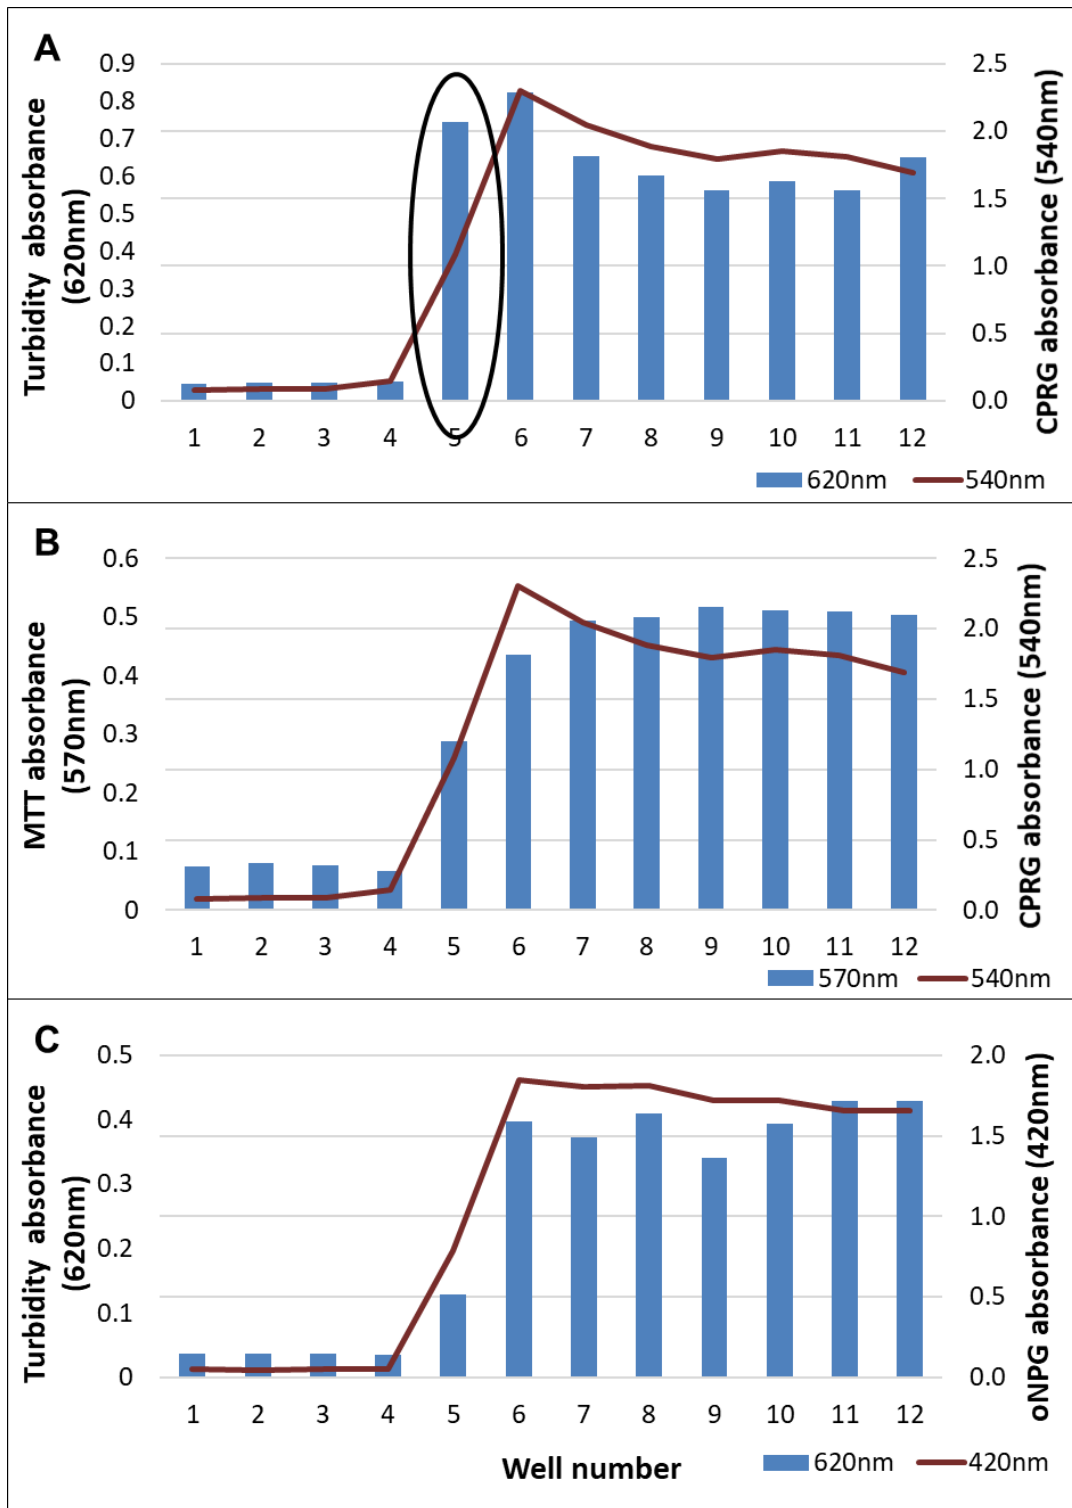 A
Turbidity absorbance
(620nm)
0.9
0.8
0.7
0.6
0.5
0.4
0.3
0.2
0.1
0
2.5
2.0
1.5
1.0
0.5
0.0
CPRG absorbance (540nm)
1 2 3 4 5 6 7 8 9 10 11 12
620nm 540nm
B
MTT absorbance
(570nm)
0.6
0.5
0.4
0.3
0.2
0.1
0
2.5
2.0
1.5
1.0
0.5
0.0
CPRG absorbance (540nm)
1 2 3 4 5 6 7 8 9 10 11 12
570nm 540nm
C
Turbidity absorbance
(620nm)
0.5
0.4
0.3
0.2
0.1
0
2.0
1.5
1.0
0.5
0.0
oNPG absorbance (420nm)
1 2 3 4 5 6 7 8 9 10 11 12
Well number
620nm 420nm